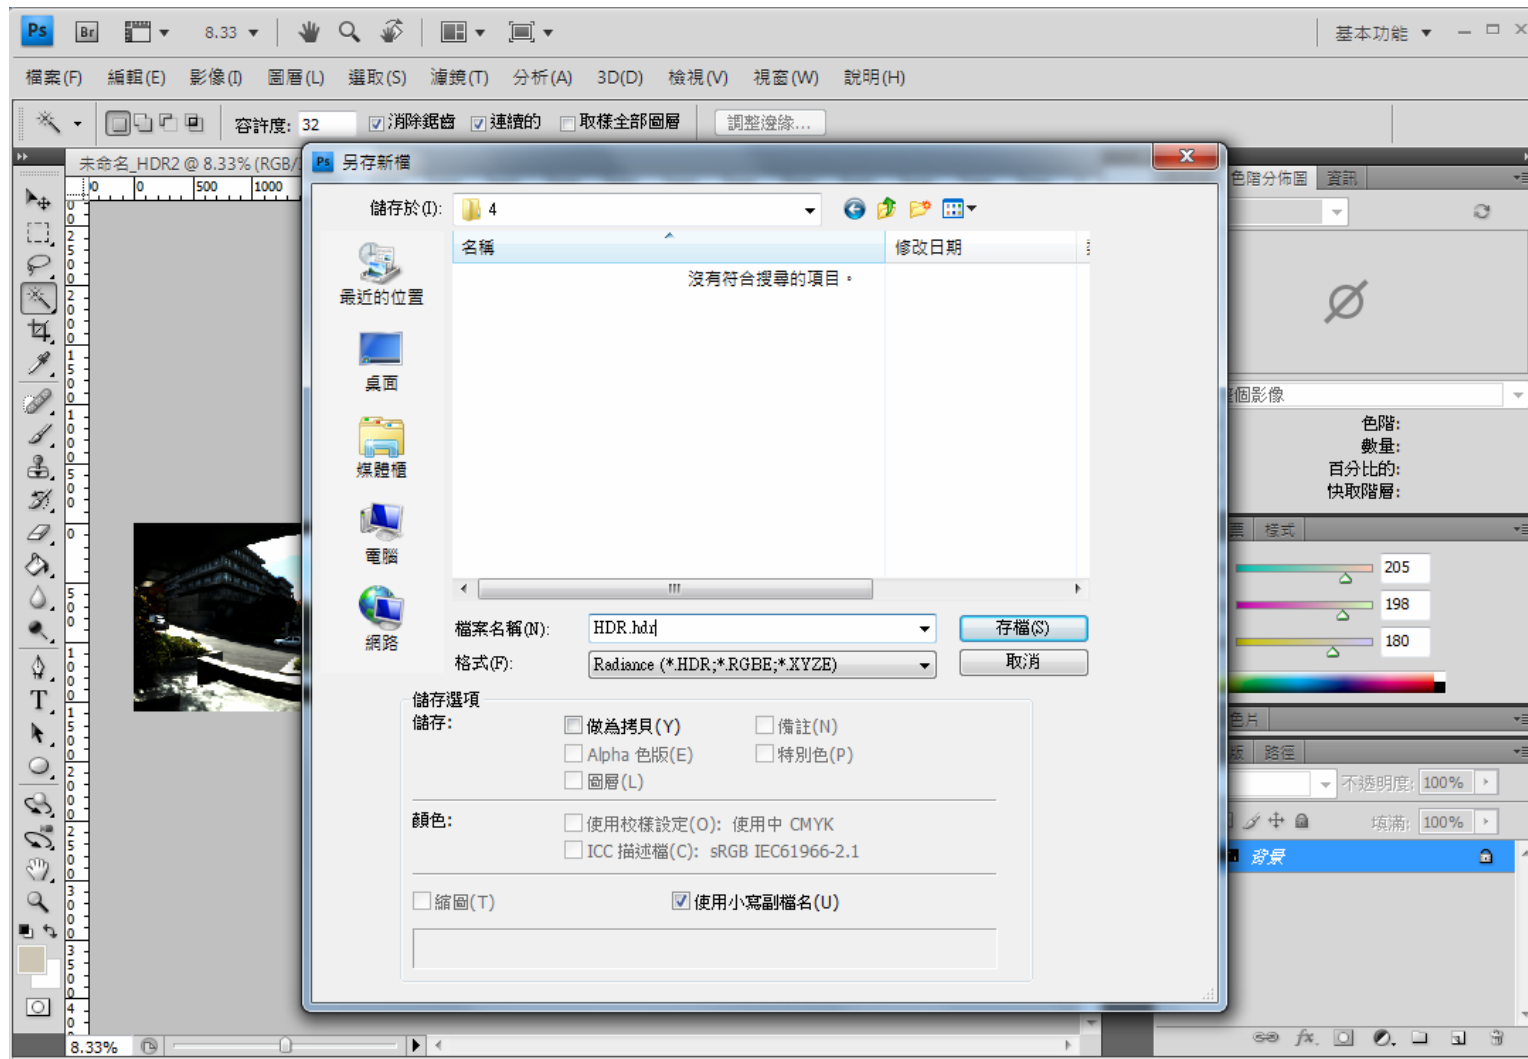 Ps Br 8.33 基本功能
檔案(F) 編輯(E) 影像(I) 圖層(L) 選取(S) 濾鏡(T) 分析(A) 3D(D) 檢視(V) 視窗(W) 說明(H)
容許度: 32 消除鋸齒 連續的 取樣全部圖層 調整邊緣...
未命名_HDR2 @ 8.33% (RGB/
Ps 另存新檔
色階分佈圖 資訊
0 500 1000
儲存於(I): 4
名稱 修改日期
沒有符合搜尋的項目。
最近的位置
桌面
媒體櫃
電腦
網路
個影像
色階:
數量:
百分比的:
快取階層:
樣式
205
198
180
檔案名稱(N): HDR.hdr 存檔(S)
格式(F): Radiance (*.HDR;*.RGBE;*.XYZE) 取消
儲存選項
儲存: 做為拷貝(Y) 備註(N)
Alpha 色版(E) 特別色(P)
圖層(L)
顏色: 使用校樣設定(O): 使用中 CMYK
ICC 描述檔(C): sRGB IEC61966-2.1
縮圖(T) 使用小寫副檔名(U)
色片
版 路徑
不透明度: 100%
填滿: 100%
背景
8.33%
fx.